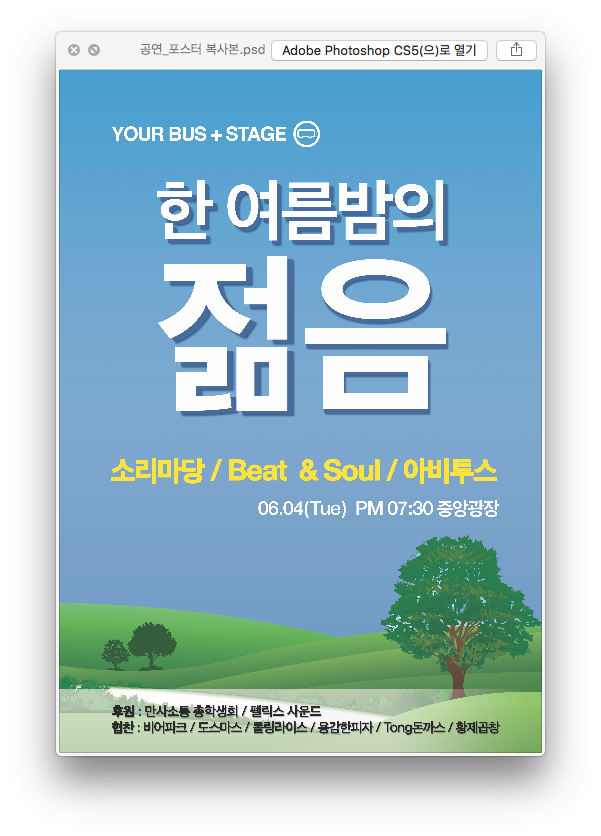 공연_포스터 복사본.psd Adobe Photoshop CS5(으)로 열기
YOUR BUS + STAGE
한 여름밤의
젊음
소리마당 / Beat & Soul / 아비투스
06.04(Tue) PM 07:30 중앙광장
후원 : 만사소통 총학생회 / 펠릭스 사운드
협찬 : 비어파크 / 도스마스 / 롤링라이스 / 용감한피자 / Tong돈까스 / 황제곱창